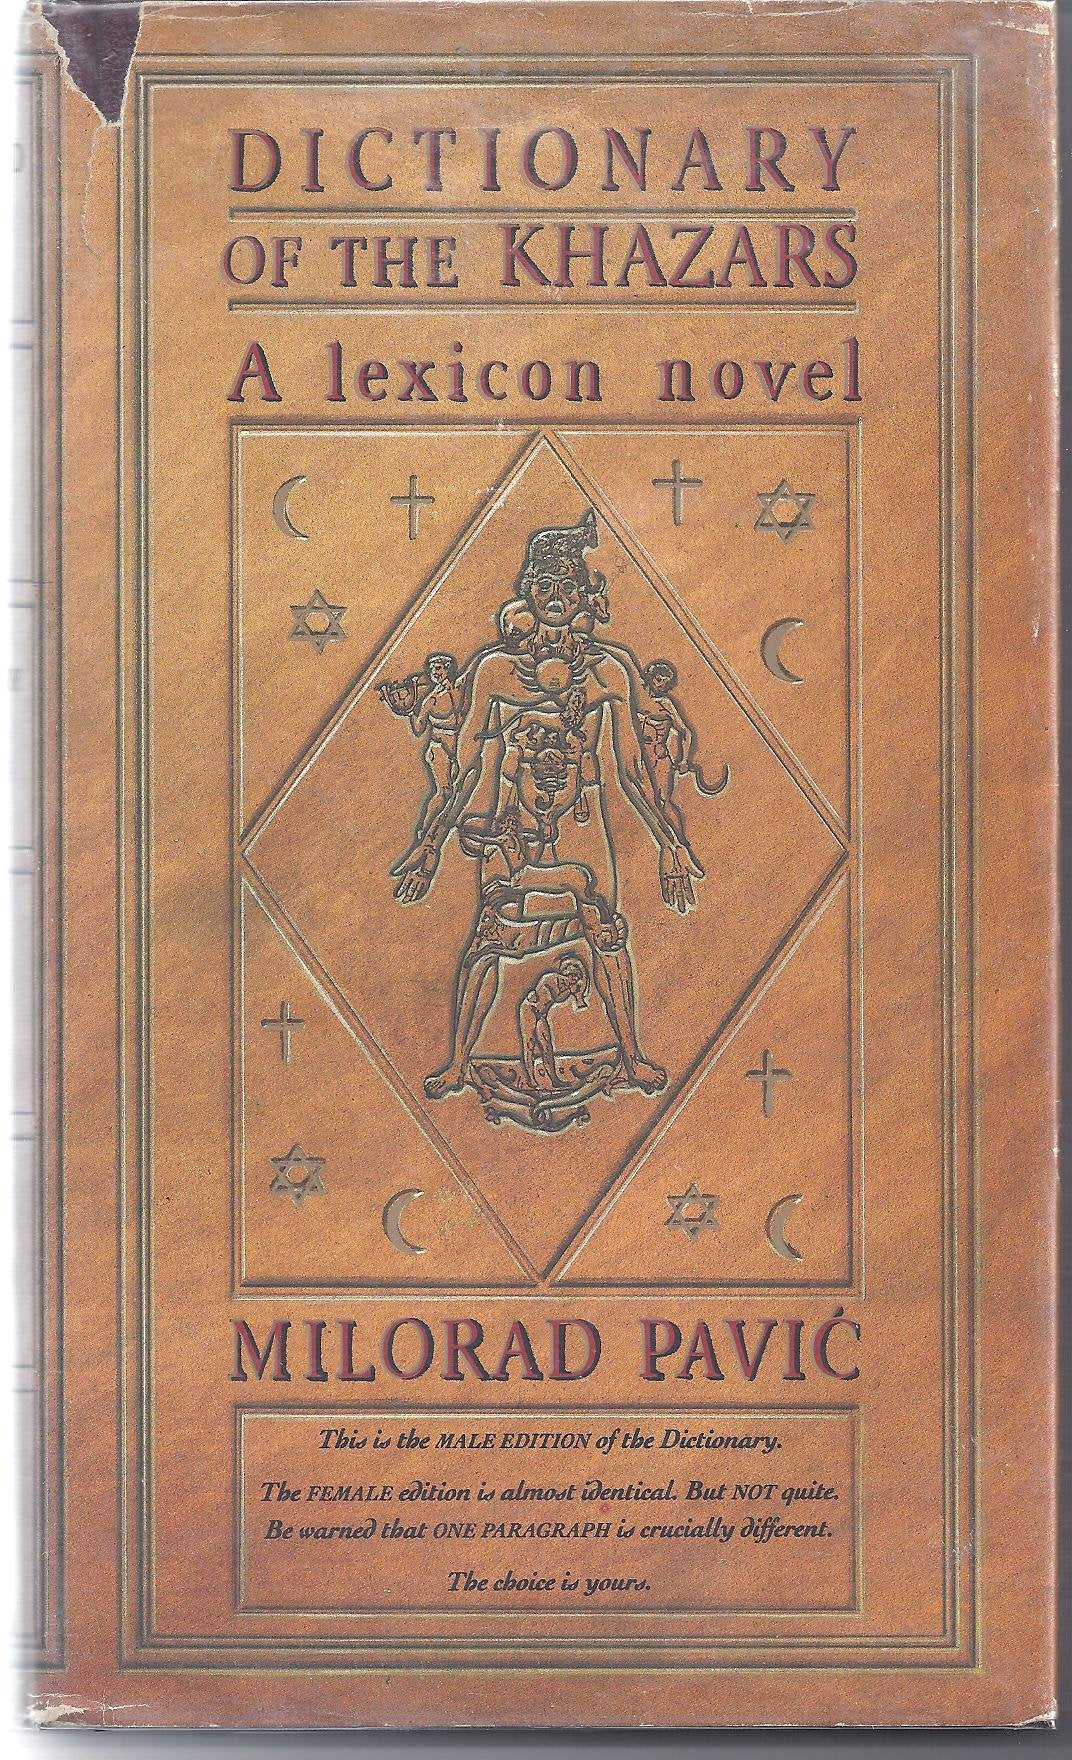 DICTIONARY
OF THE KHAZARS
A lexicon novel
MILORAD PAVIĆ
This is the MALE EDITION of the Dictionary.
The FEMALE edition is almost identical. But NOT quite.
Be warned that ONE PARAGRAPH is crucially different.
The choice is yours.